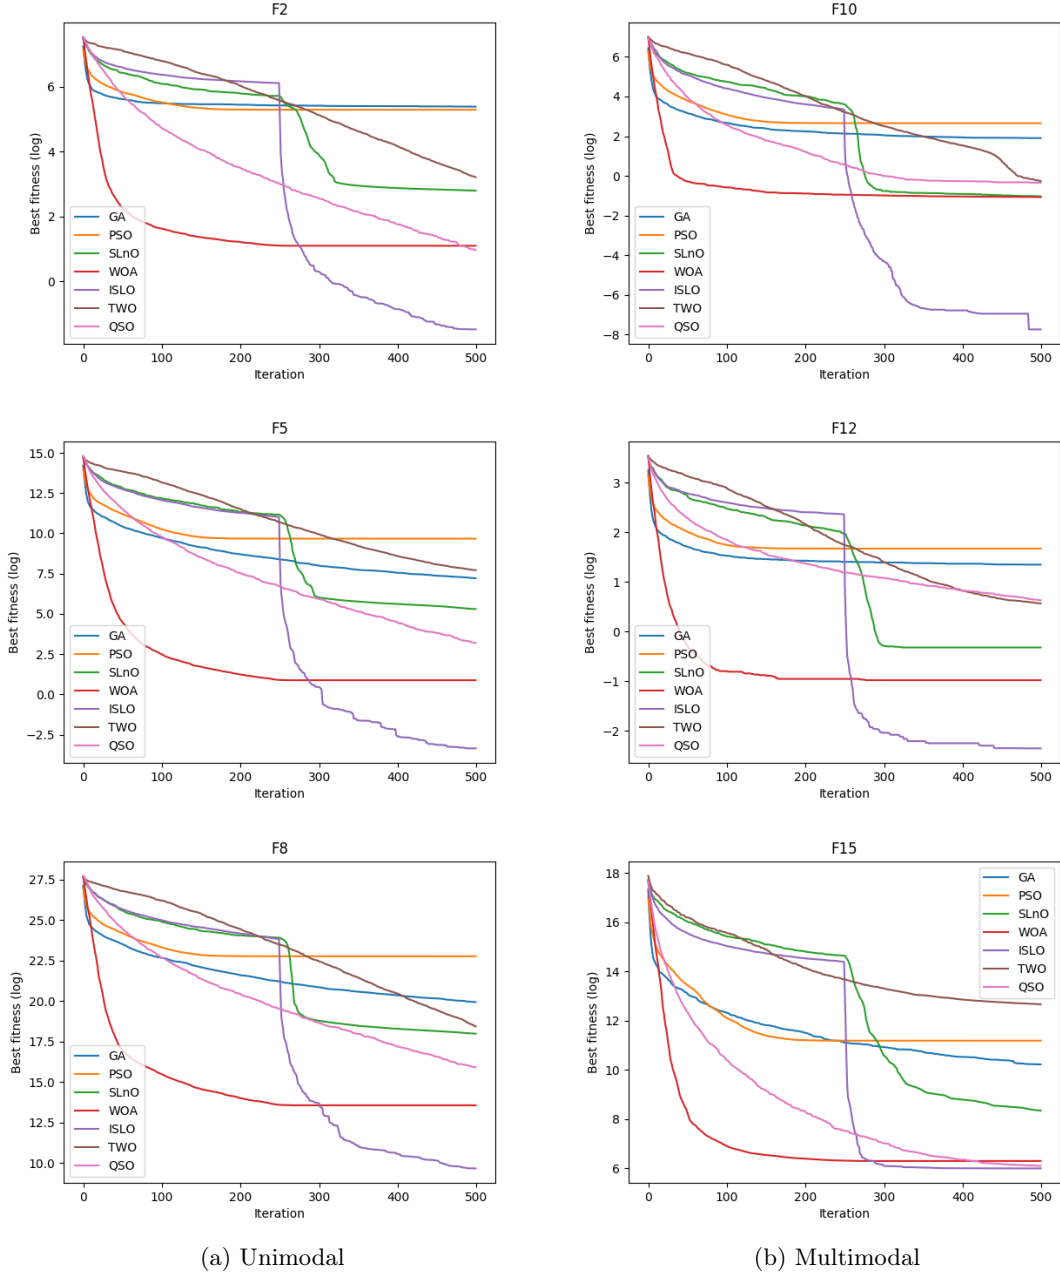 F2
Best fitness (log)
6
4
2
0
GA
PSO
SLnO
WOA
ISLO
TWO
QSO
0 100 200 300 400 500
Iteration
F10
Best fitness (log)
6
4
2
0
−2
−4
−6
−8
GA
PSO
SLnO
WOA
ISLO
TWO
QSO
0 100 200 300 400 500
Iteration
F5
Best fitness (log)
15.0
12.5
10.0
7.5
5.0
2.5
0.0
−2.5
GA
PSO
SLnO
WOA
ISLO
TWO
QSO
0 100 200 300 400 500
Iteration
F12
Best fitness (log)
3
2
1
0
−1
−2
GA
PSO
SLnO
WOA
ISLO
TWO
QSO
0 100 200 300 400 500
Iteration
F8
Best fitness (log)
27.5
25.0
22.5
20.0
17.5
15.0
12.5
10.0
GA
PSO
SLnO
WOA
ISLO
TWO
QSO
0 100 200 300 400 500
Iteration
F15
Best fitness (log)
18
16
14
12
10
8
6
GA
PSO
SLnO
WOA
ISLO
TWO
QSO
0 100 200 300 400 500
Iteration
(a) Unimodal
(b) Multimodal